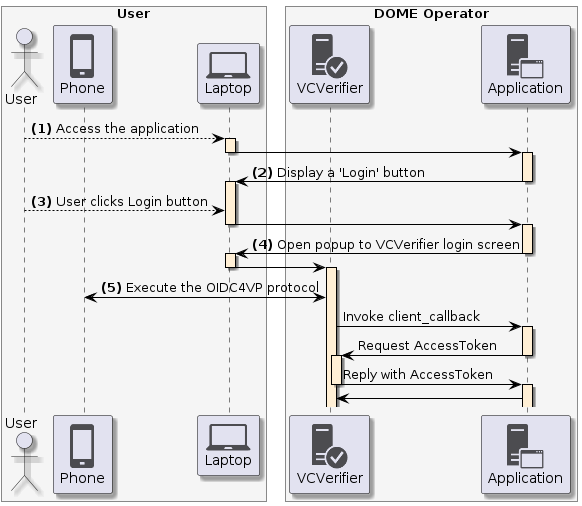 User
DOME Operator
User
Phone
Laptop
VCVerifier
Application
(1) Access the application
(2) Display a 'Login' button
(3) User clicks Login button
(4) Open popup to VCVerifier login screen
(5) Execute the OIDC4VP protocol
Invoke client_callback
Request AccessToken
Reply with AccessToken
User
Phone
Laptop
VCVerifier
Application